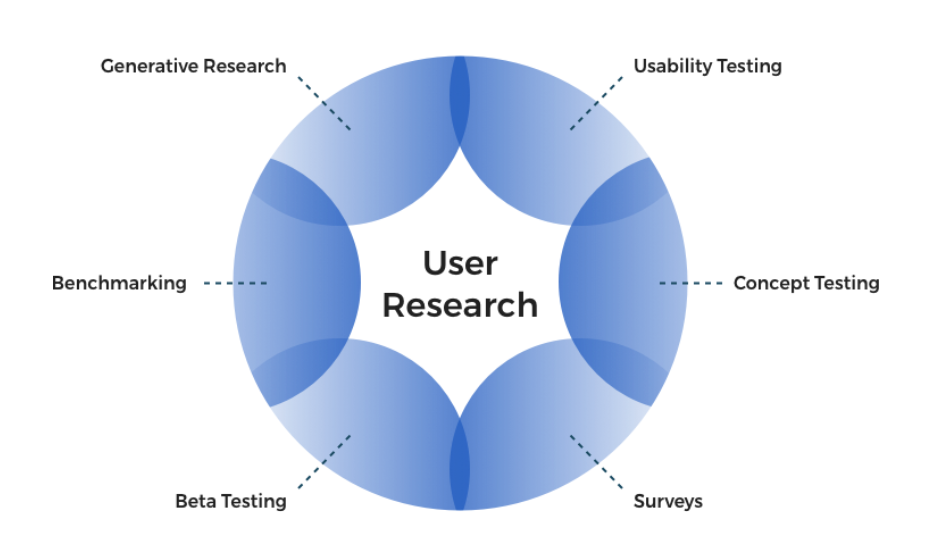 Generative Research
Usability Testing
Benchmarking
User
Research
Concept Testing
Beta Testing
Surveys